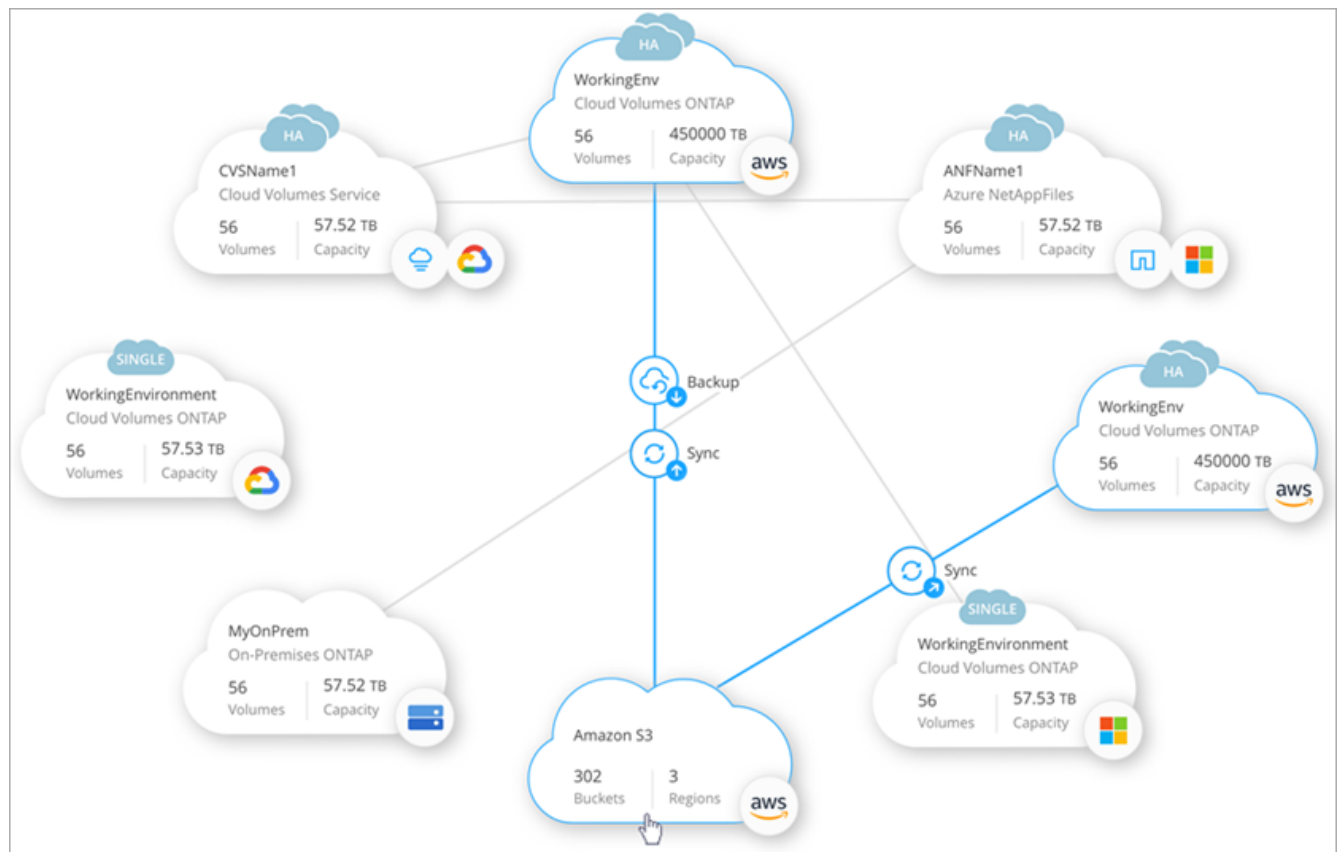 HA
WorkingEnv
Cloud Volumes ONTAP
56 450000 TB
Volumes Capacity
aws
HA
CVSName1
Cloud Volumes Service
56 57.52 TB
Volumes Capacity
HA
ANFName1
Azure NetAppFiles
56 57.52 TB
Volumes Capacity
SINGLE
WorkingEnvironment
Cloud Volumes ONTAP
56 57.53 TB
Volumes Capacity
Backup
Sync
HA
WorkingEnv
Cloud Volumes ONTAP
56 450000 TB
Volumes Capacity
aws
Sync
MyOnPrem
On-Premises ONTAP
56 57.52 TB
Volumes Capacity
SINGLE
WorkingEnvironment
Cloud Volumes ONTAP
56 57.53 TB
Volumes Capacity
Amazon S3
302 3
Buckets Regions
aws